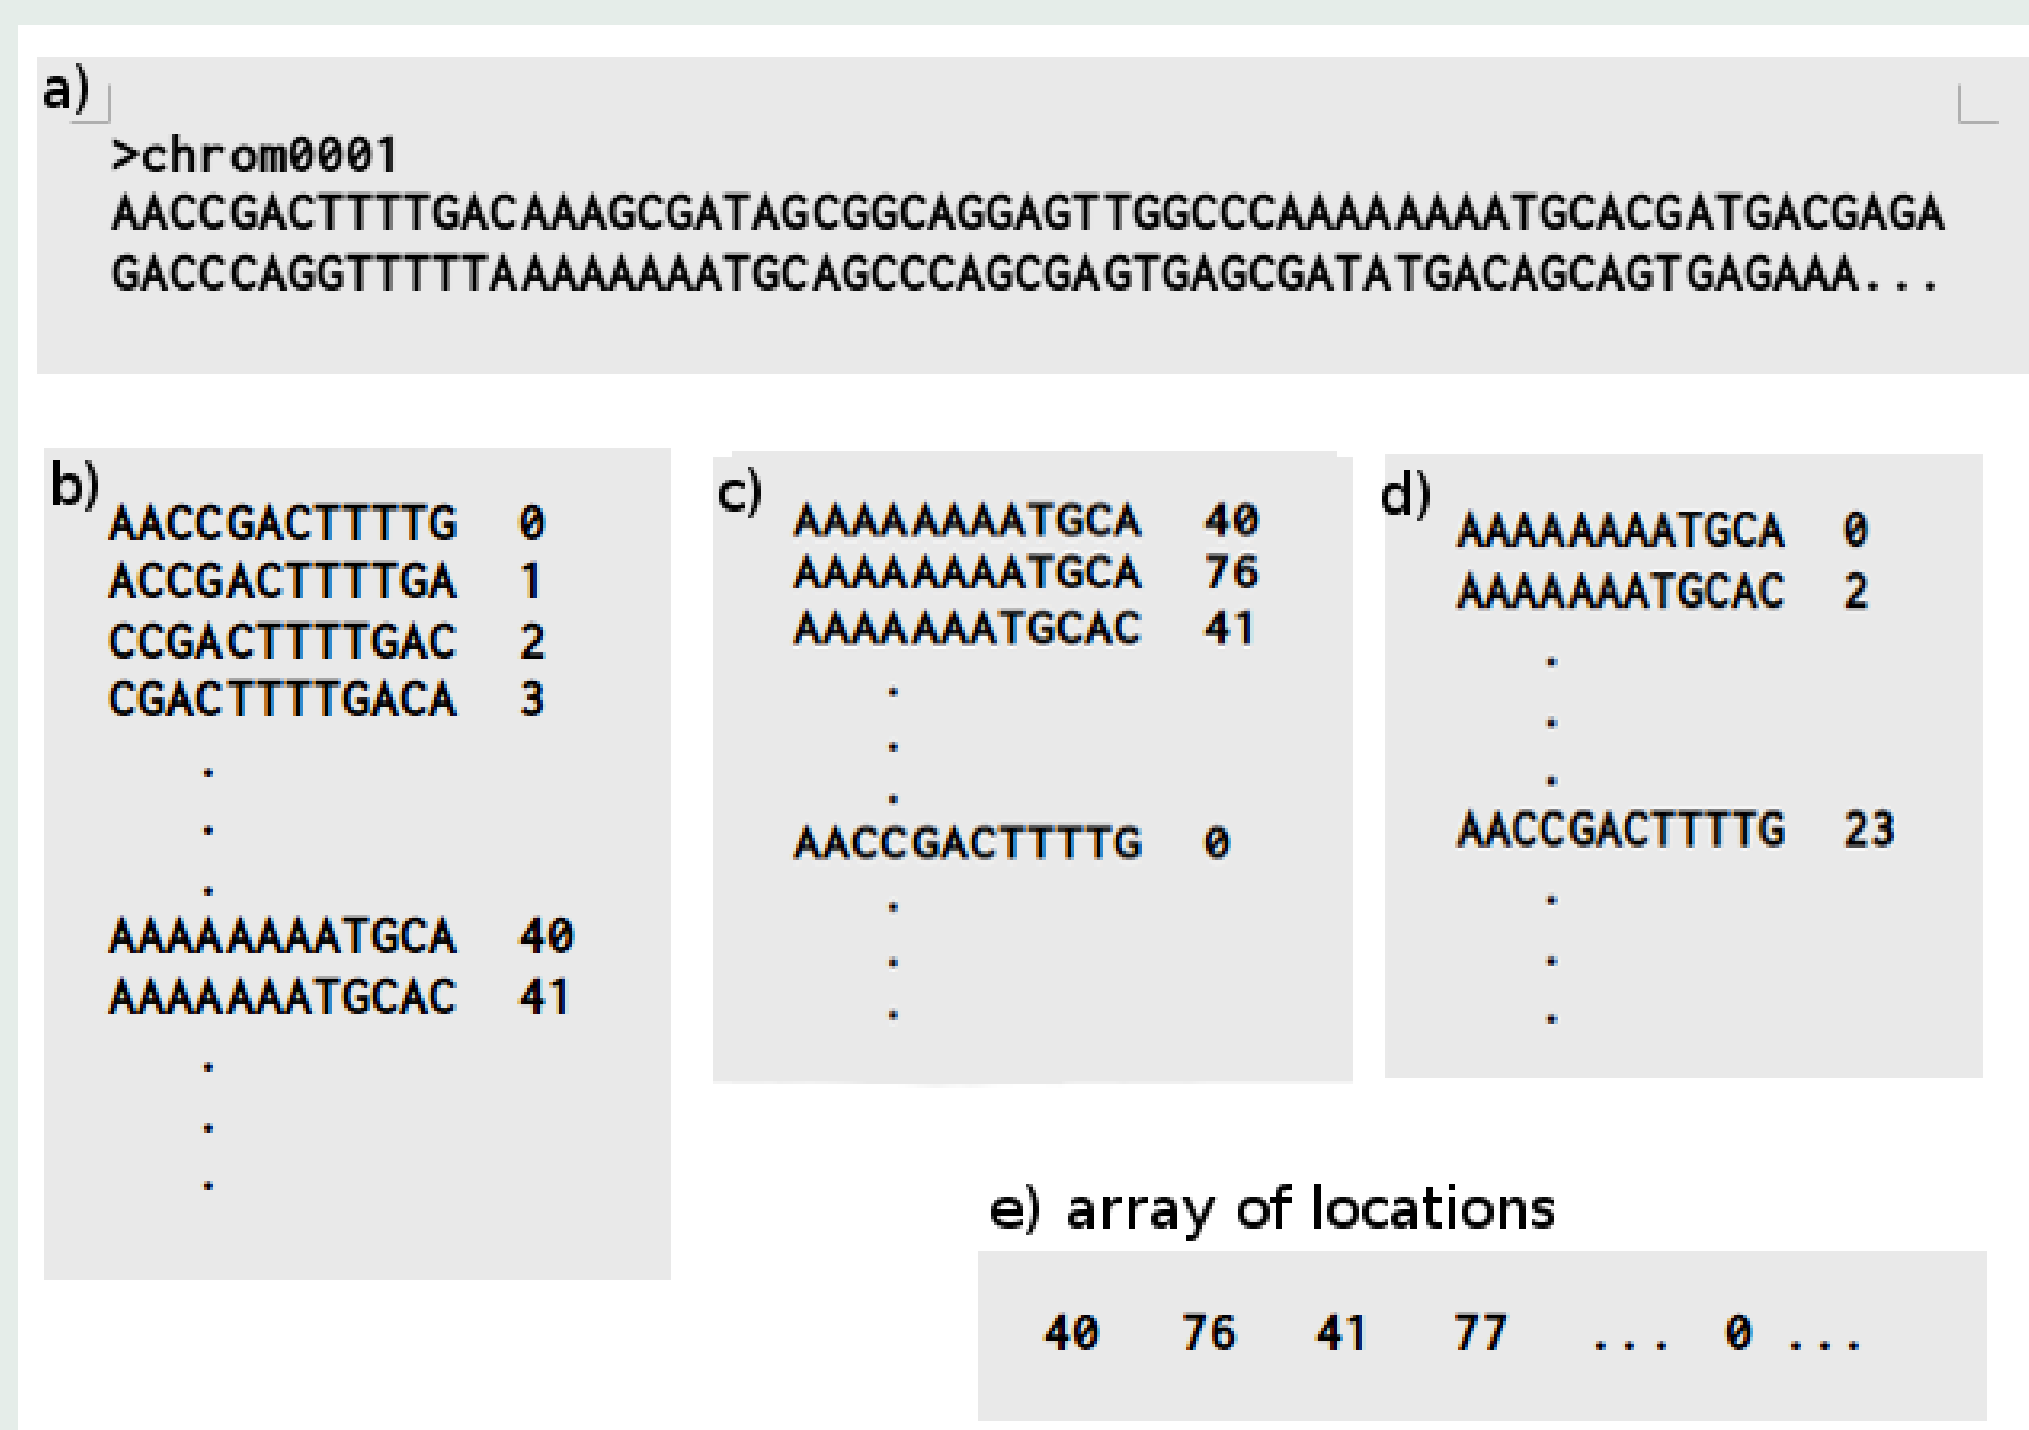 a)
>chrom0001
AACCGACTTTTGACAAAGCGATAGCGGCAGGAGTTGGCCCAAAAAAAATGCACGATGACGAGA
GACCCAGGTTTTTAAAAAAAATGCAGCCCAGCGAGTGAGCGATATGACAGCAGTGAGAAA...
b)
AACCGACTTTTG 0
ACCGACTTTTGA 1
CCGACTTTTGAC 2
CGACTTTTGACA 3
.
.
.
AAAAAAAATGCA 40
AAAAAAATGCAC 41
.
.
.
c)
AAAAAAAATGCA 40
AAAAAAAATGCA 76
AAAAAAATGCAC 41
.
.
.
AACCGACTTTTG 0
.
.
.
d)
AAAAAAAATGCA 0
AAAAAAATGCAC 2
.
.
.
AACCGACTTTTG 23
.
.
.
e) array of locations
40 76 41 77 ... 0 ...